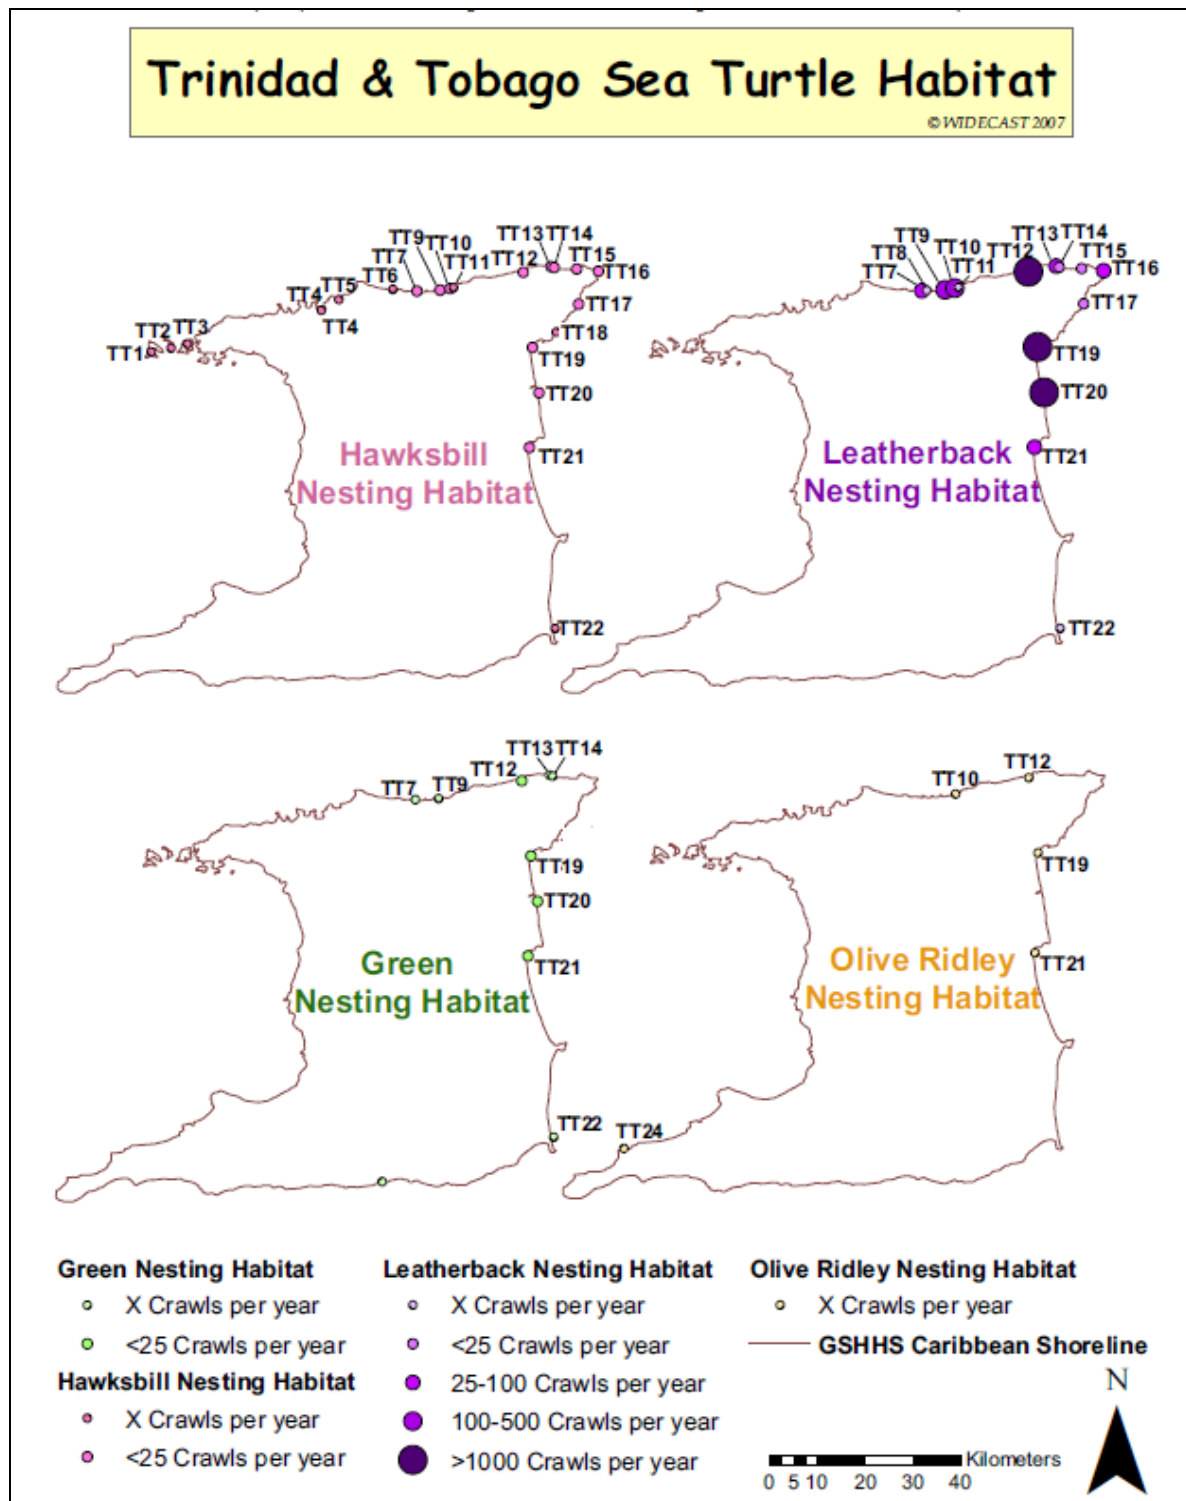 Trinidad & Tobago Sea Turtle Habitat
© WIDECAST 2007
TT13 TT14
TT9 TT10
TT7
TT11
TT12
TT15
TT6
TT16
TT5
TT4
TT17
TT4
TT2 TT3
TT18
TT1
TT19
TT20
Hawksbill
Nesting Habitat
TT21
TT22
TT13 TT14
TT9
TT10
TT12
TT8
TT15
TT7
TT11
TT16
TT17
TT19
TT20
Leatherback
Nesting Habitat
TT21
TT22
TT13 TT14
TT12
TT7
TT9
TT19
TT20
Green
Nesting Habitat
TT21
TT22
TT12
TT10
TT19
Olive Ridley
Nesting Habitat
TT21
TT24
Green Nesting Habitat
X Crawls per year
<25 Crawls per year
Hawksbill Nesting Habitat
X Crawls per year
<25 Crawls per year
Leatherback Nesting Habitat
X Crawls per year
<25 Crawls per year
25-100 Crawls per year
100-500 Crawls per year
>1000 Crawls per year
Olive Ridley Nesting Habitat
X Crawls per year
GSHHS Caribbean Shoreline
N
Kilometers
0 5 10 20 30 40